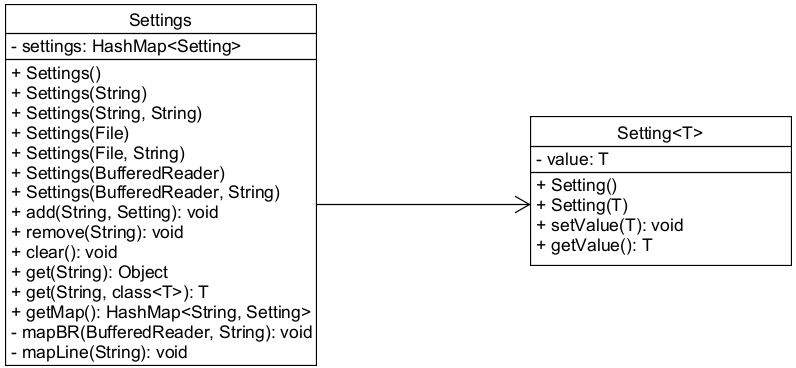 Settings
- settings: HashMap<Setting>
+ Settings()
+ Settings(String)
+ Settings(String, String)
+ Settings(File)
+ Settings(File, String)
+ Settings(BufferedReader)
+ Settings(BufferedReader, String)
+ add(String, Setting): void
+ remove(String): void
+ clear(): void
+ get(String): Object
+ get(String, class<T>): T
+ getMap(): HashMap<String, Setting>
- mapBR(BufferedReader, String): void
- mapLine(String): void
Setting<T>
- value: T
+ Setting()
+ Setting(T)
+ setValue(T): void
+ getValue(): T